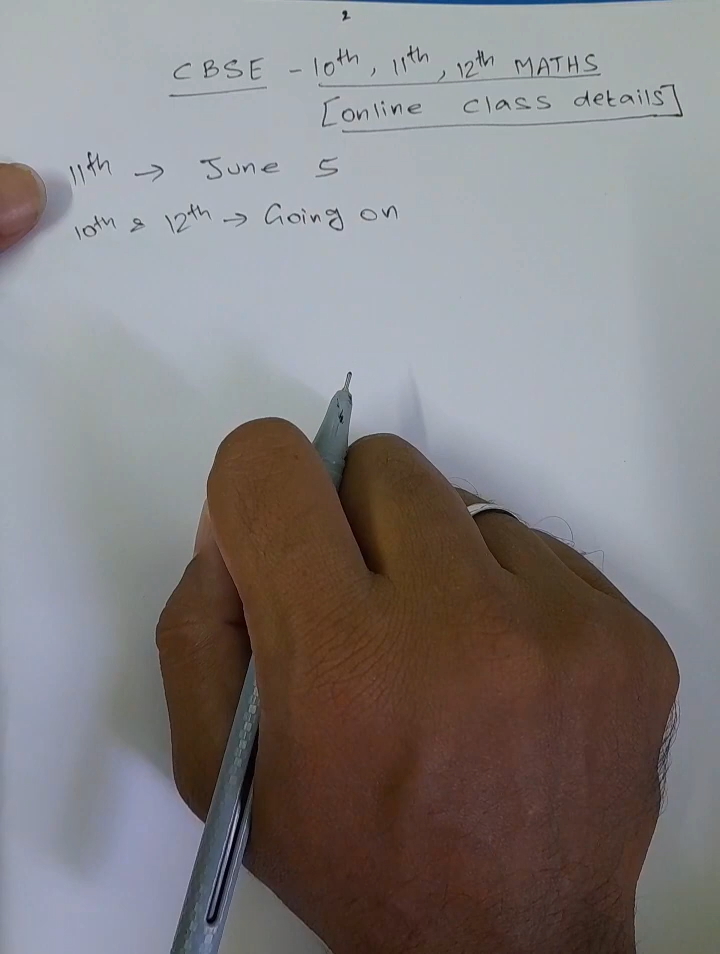 2
CBSE - 10th, 11th, 12th MATHS
[online class details]
11th → June 5
10th & 12th → Going on